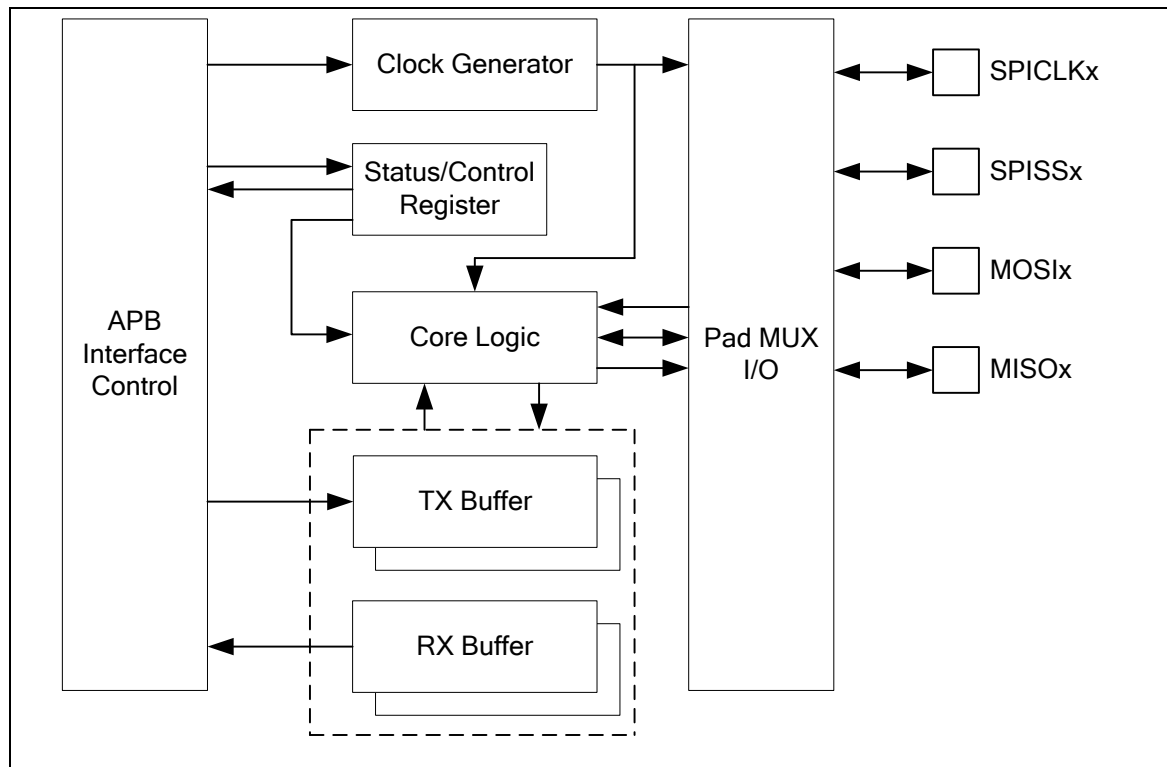 Clock Generator
SPICLKx
Status/Control
Register
SPISSx
MOSIx
APB
Interface
Control
Core Logic
Pad MUX
I/O
MISOx
TX Buffer
RX Buffer